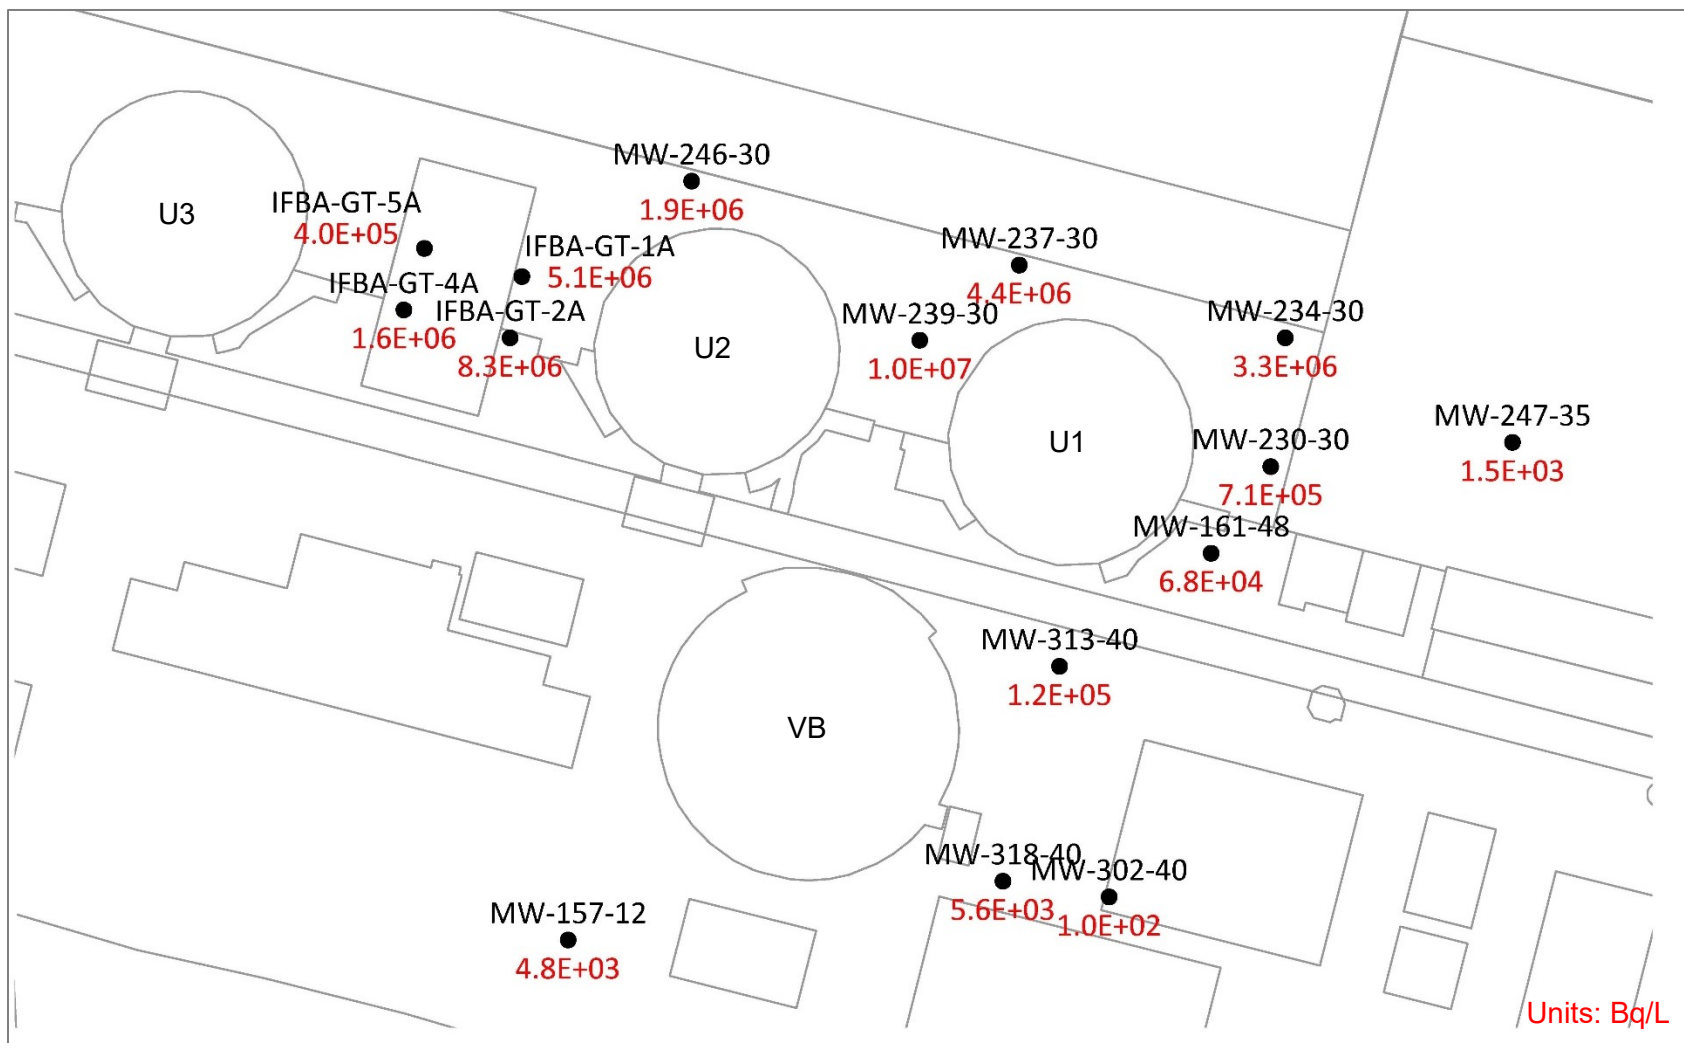 MW-246-30
1.9E+06
U3
IFBA-GT-5A
4.0E+05
IFBA-GT-1A
5.1E+06
IFBA-GT-4A
1.6E+06
IFBA-GT-2A
8.3E+06
U2
MW-237-30
4.4E+06
MW-239-30
1.0E+07
MW-234-30
3.3E+06
U1
MW-247-35
1.5E+03
MW-230-30
7.1E+05
MW-161-48
6.8E+04
MW-313-40
1.2E+05
VB
MW-318-40
5.6E+03
MW-302-40
1.0E+02
MW-157-12
4.8E+03
Units: Bq/L